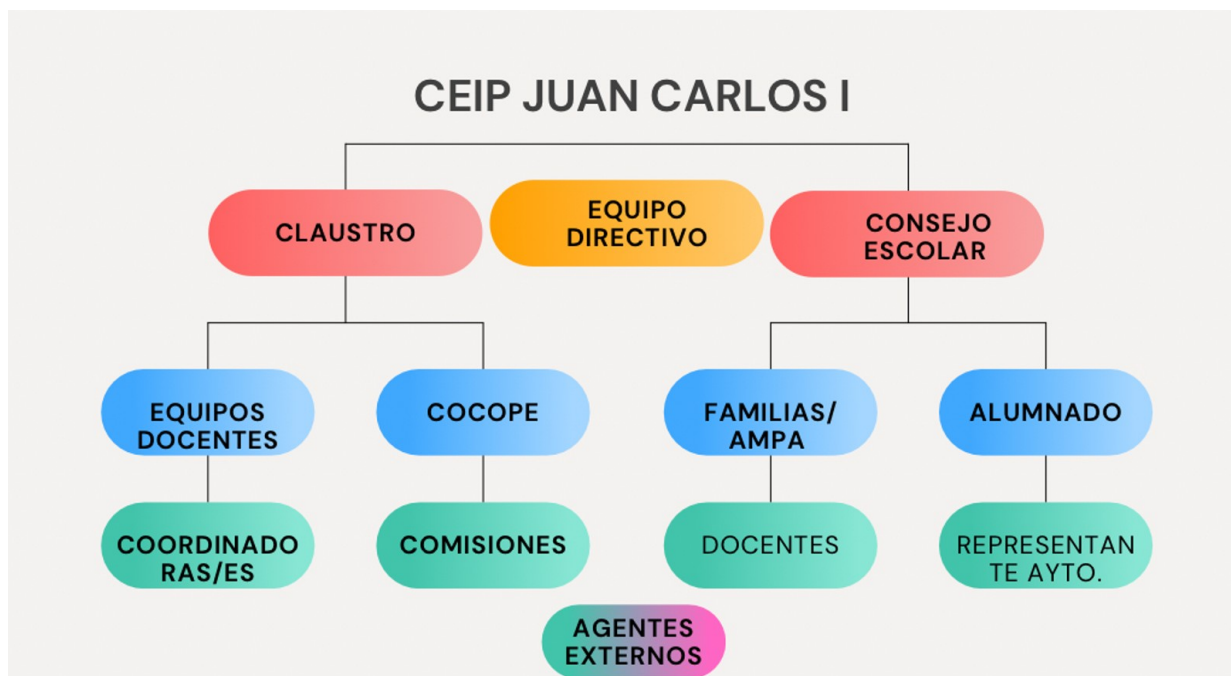 CEIP JUAN CARLOS I
CLAUSTRO
EQUIPO
DIRECTIVO
CONSEJO
ESCOLAR
EQUIPOS
DOCENTES
COCOPE
FAMILIAS/
AMPA
ALUMNADO
COORDINADO
RAS/ES
COMISIONES
DOCENTES
REPRESENTAN
TE AYTO.
AGENTES
EXTERNOS